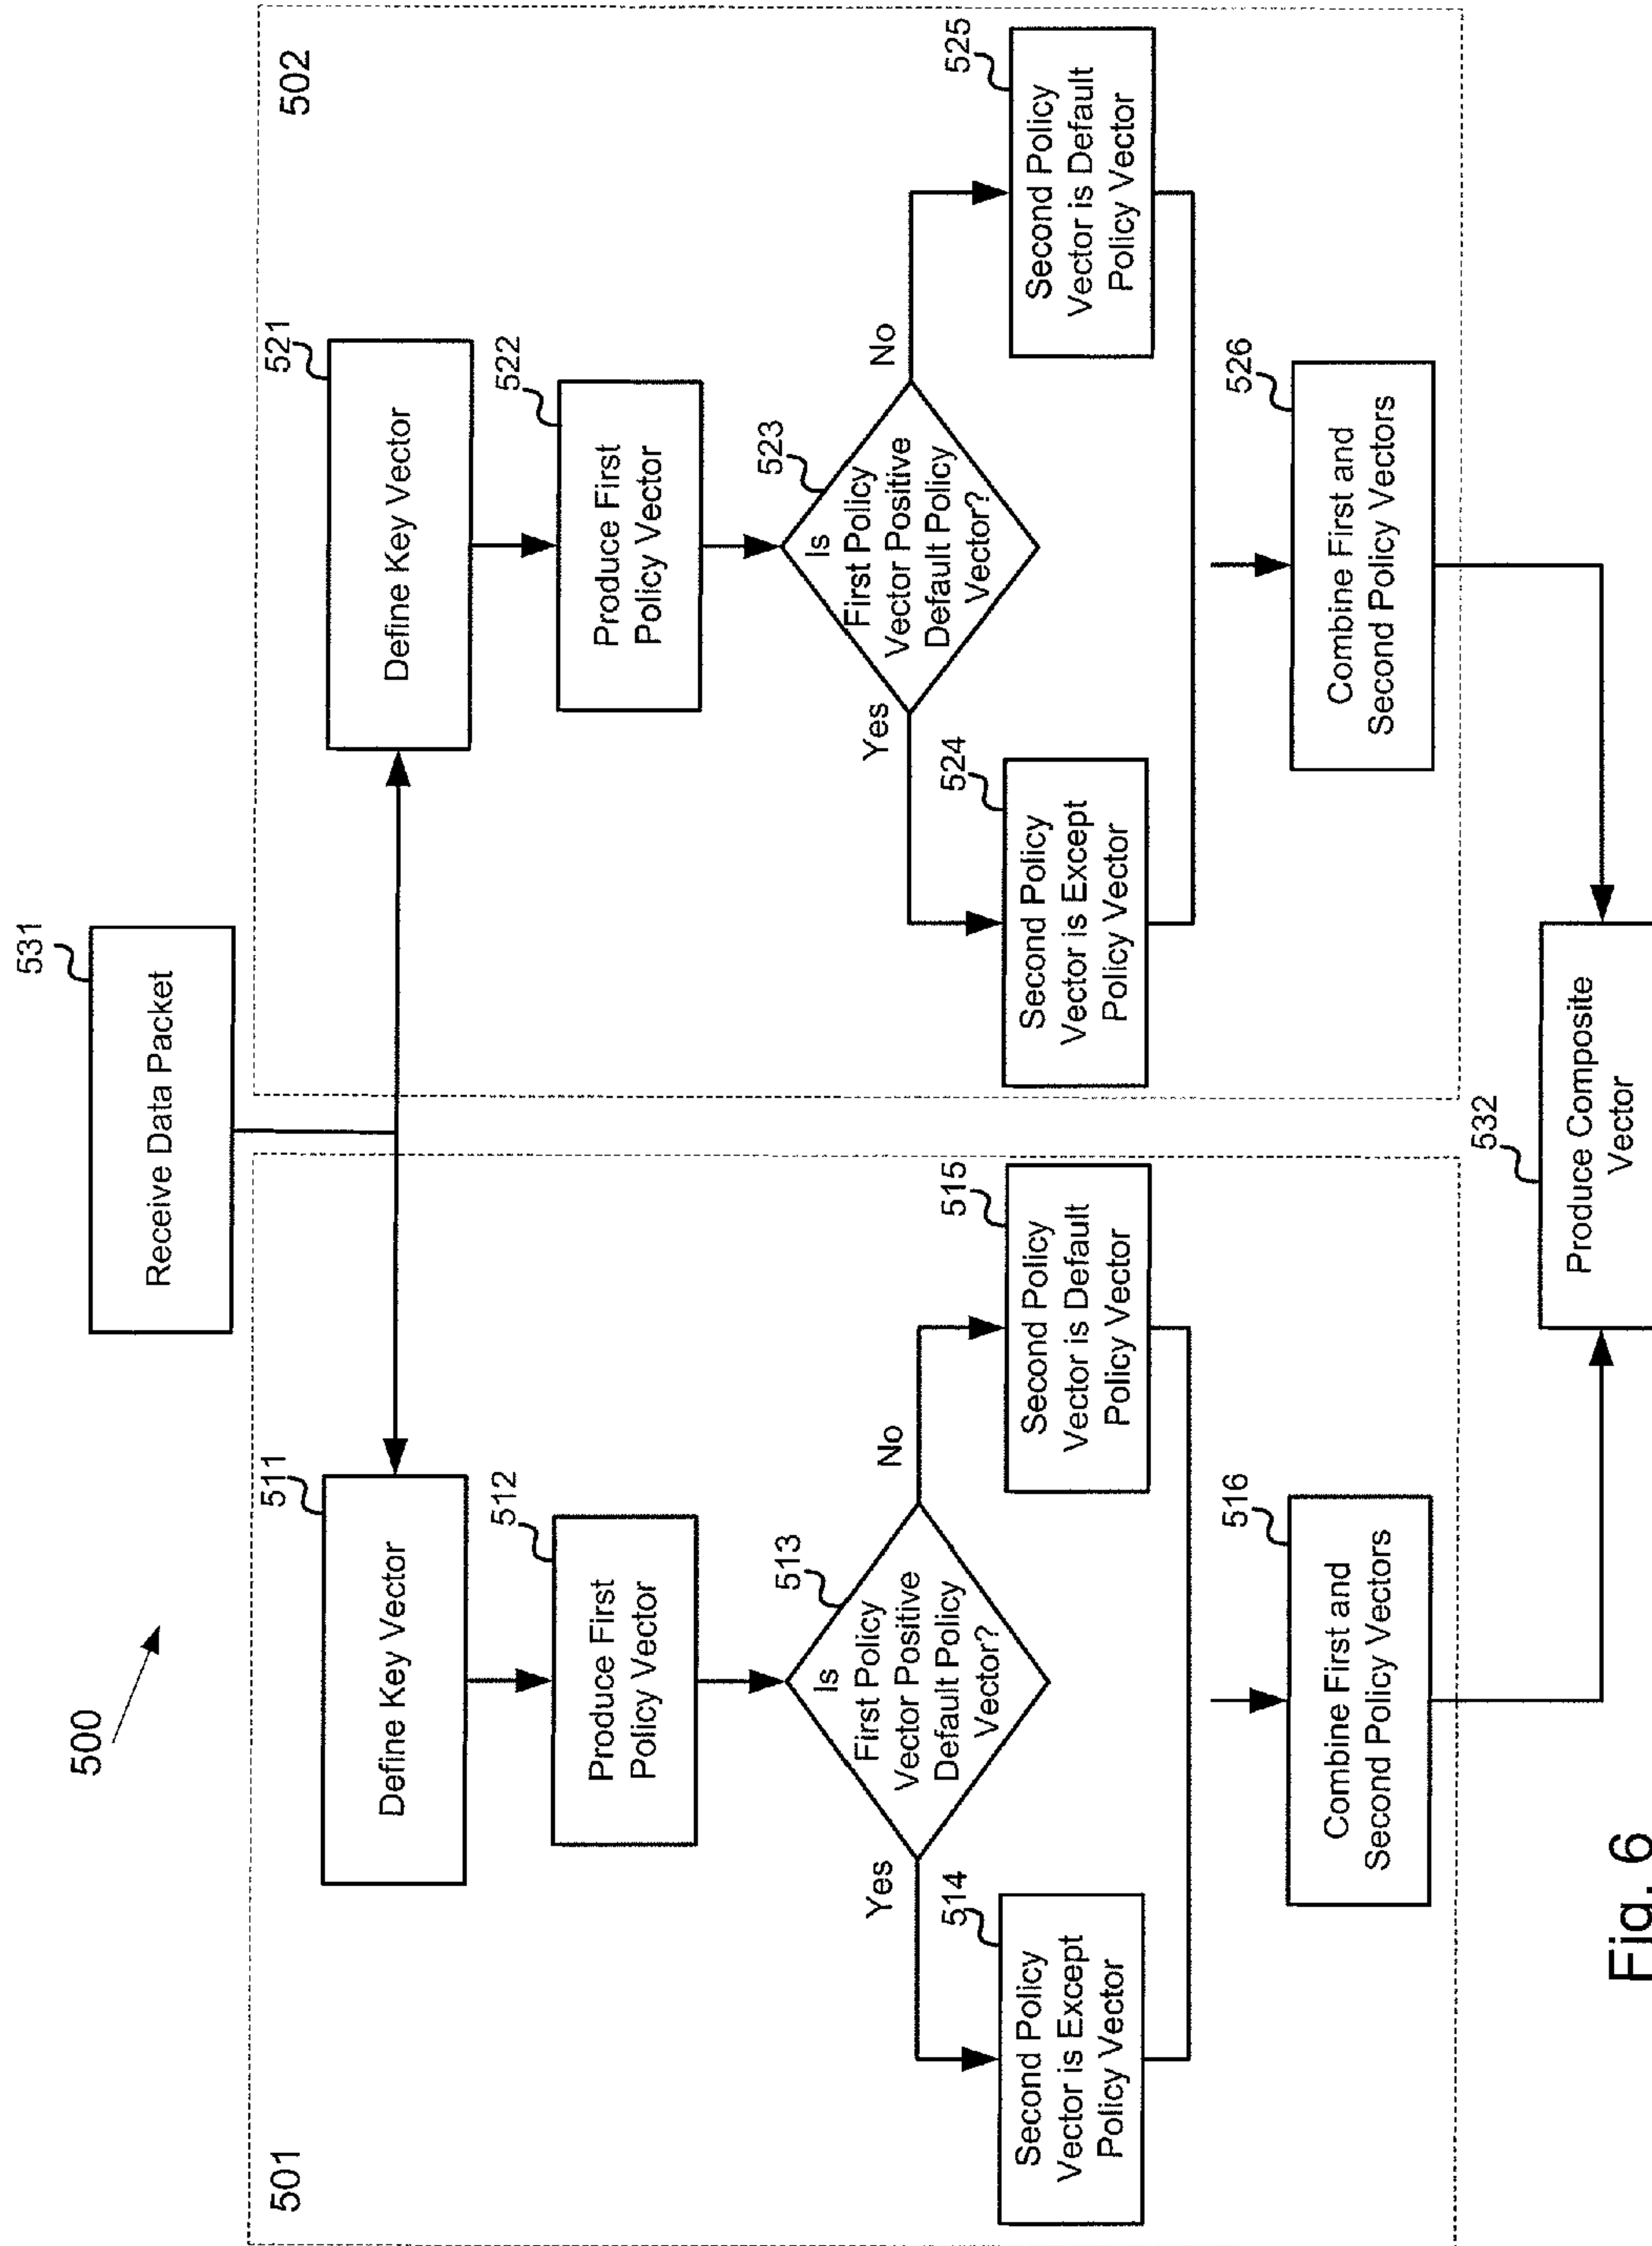 500
531
Receive Data Packet
501
511
Define Key Vector
512
Produce First
Policy Vector
513
Is
First Policy
Vector Positive
Default Policy
Vector?
Yes
No
514
Second Policy
Vector is Except
Policy Vector
515
Second Policy
Vector is Default
Policy Vector
516
Combine First and
Second Policy Vectors
502
521
Define Key Vector
522
Produce First
Policy Vector
523
Is
First Policy
Vector Positive
Default Policy
Vector?
Yes
No
524
Second Policy
Vector is Except
Policy Vector
525
Second Policy
Vector is Default
Policy Vector
526
Combine First and
Second Policy Vectors
532
Produce Composite
Vector
Fig. 6